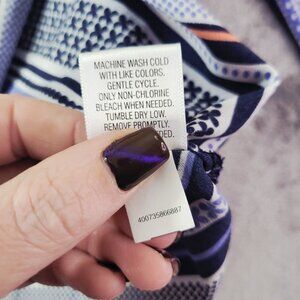 MACHINE WASH COLD
WITH LIKE COLORS.
GENTLE CYCLE.
ONLY NON-CHLORINE
BLEACH WHEN NEEDED.
TUMBLE DRY LOW.
REMOVE PROMPTLY.
400735066807